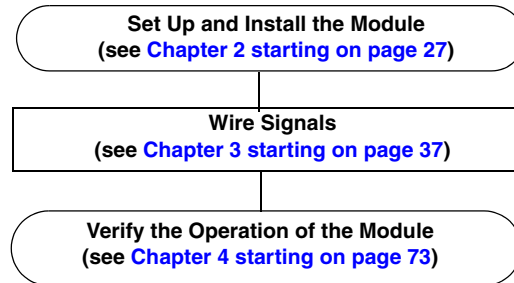 Set Up and Install the Module
(see Chapter 2 starting on page 27)
Wire Signals
(see Chapter 3 starting on page 37)
Verify the Operation of the Module
(see Chapter 4 starting on page 73)